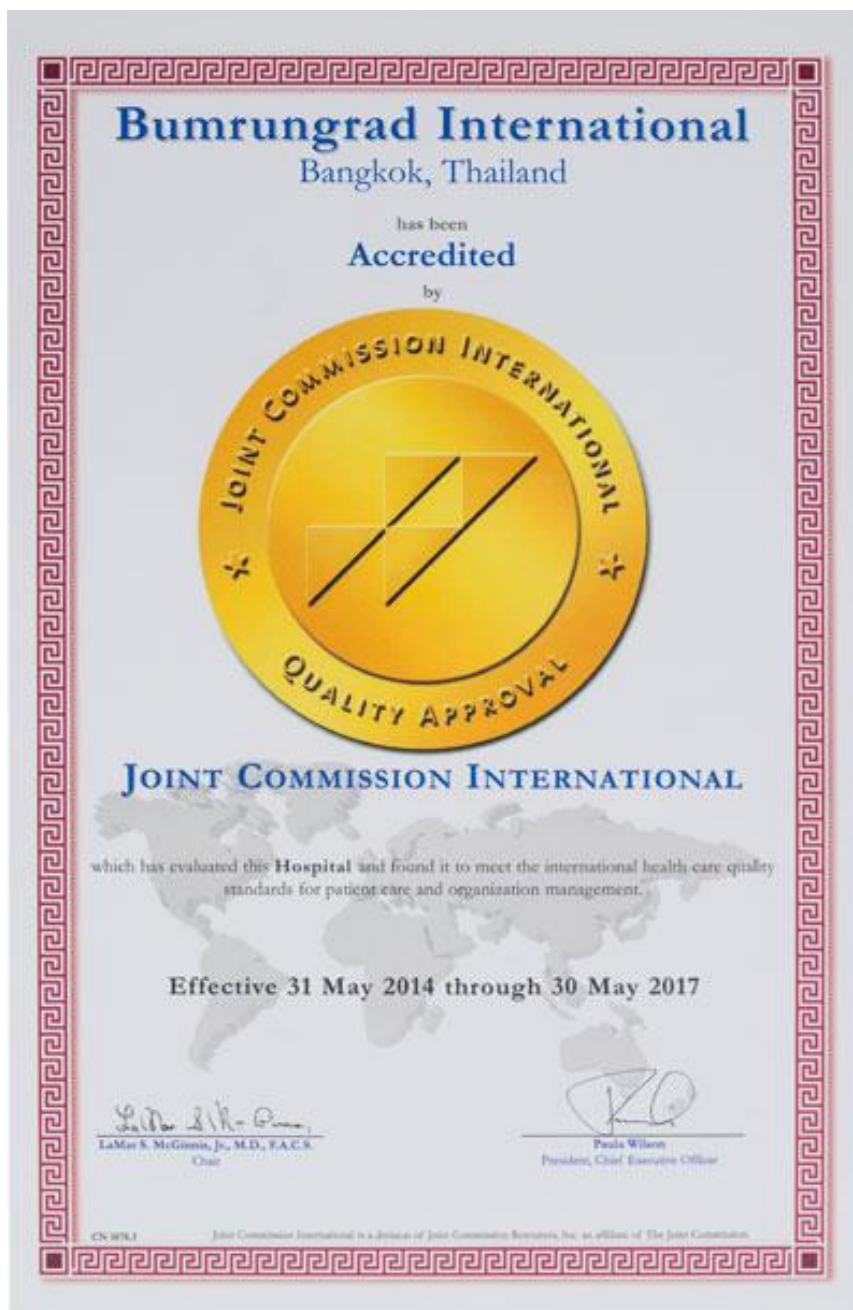 Bumrungrad International
Bangkok, Thailand
has been
Accredited
by
JOINT COMMISSION INTERNATIONAL
QUALITY APPROVAL
JOINT COMMISSION INTERNATIONAL
which has evaluated this Hospital and found it to meet the international health care quality
standards for patient care and organization management.
Effective 31 May 2014 through 30 May 2017
LaMar S. McGinnis, Jr., M.D., F.A.C.S.
Chair
Paula Wilson
President, Chief Executive Officer
Joint Commission International is a division of Joint Commission Resources, Inc. an affiliate of The Joint Commission